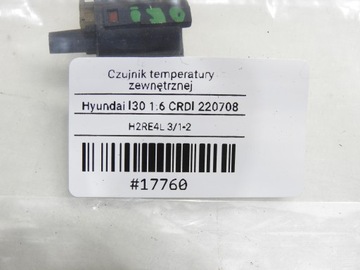 Czujnik temperatury
zewnętrznej
Hyundai I30 1.6 CRDI 220708
H2RE4L 3/1-2
#17760